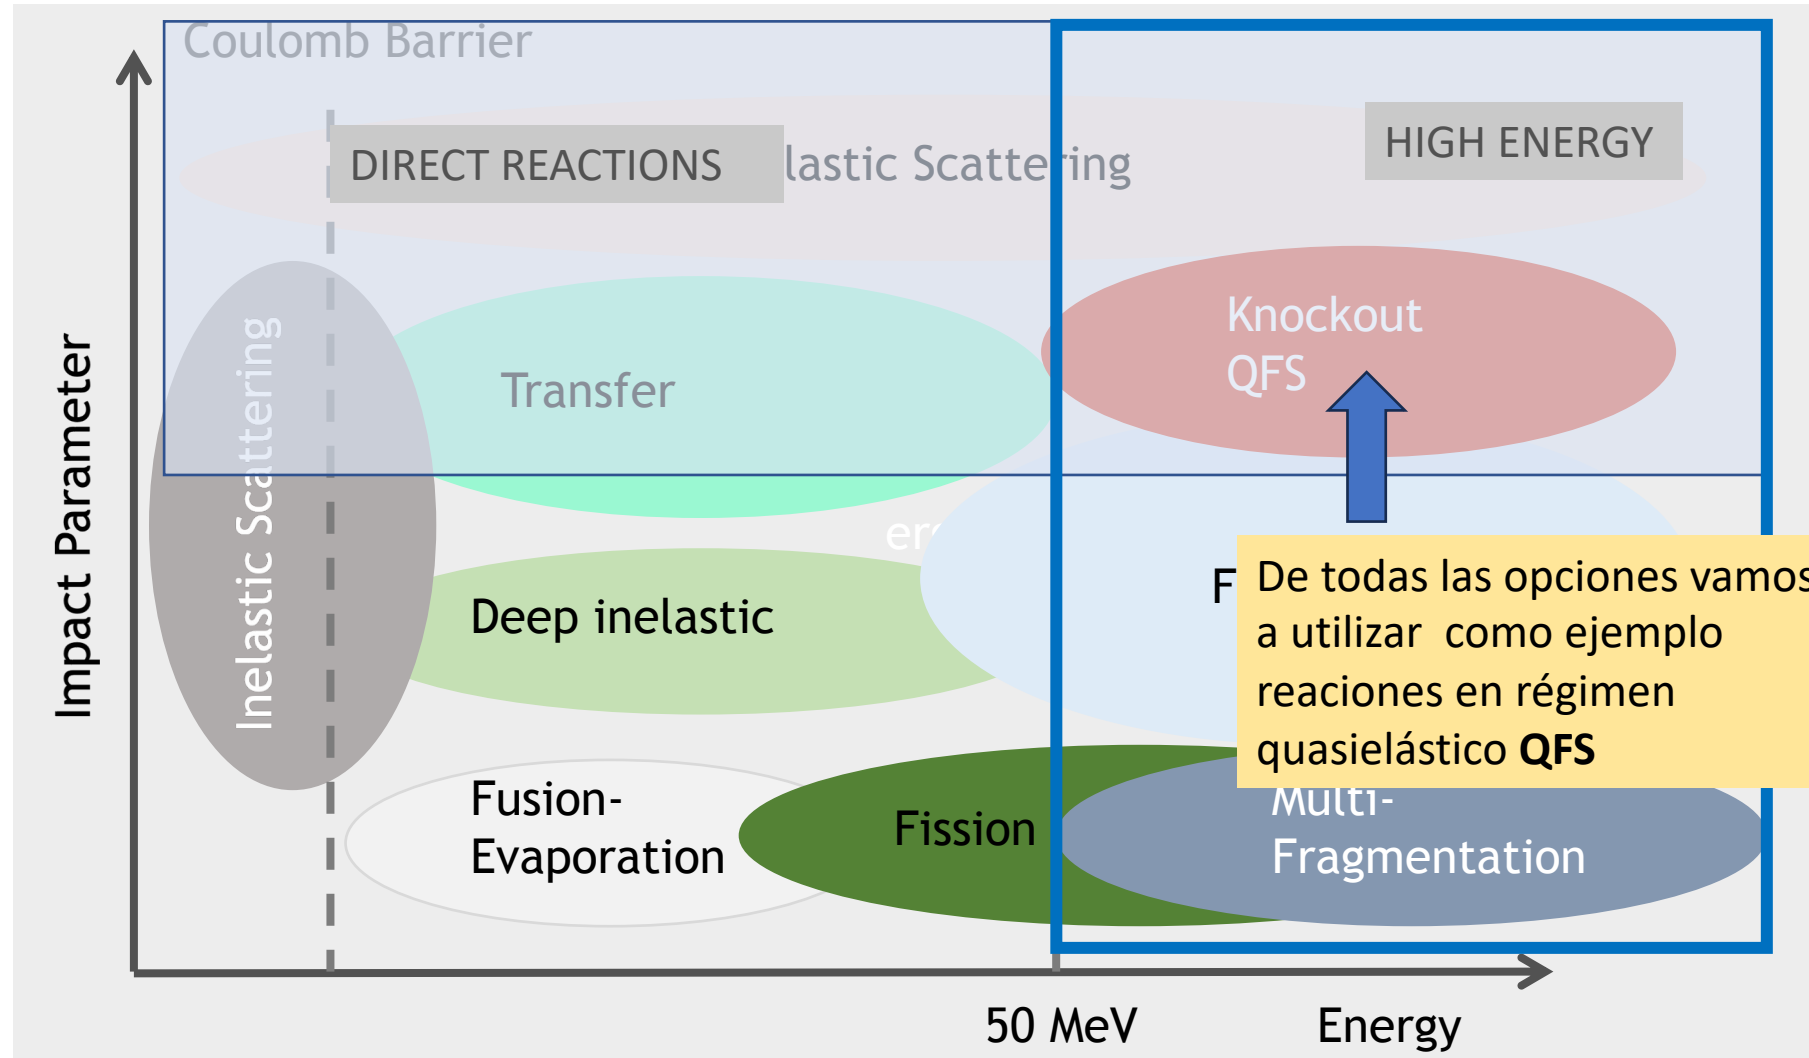 Coulomb Barrier
DIRECT REACTIONS
lastic Scattering
HIGH ENERGY
Knockout
QFS
Transfer
Inelastic Scattering
Impact Parameter
Deep inelastic
F
De todas las opciones vamos
a utilizar como ejemplo
reaciones en régimen
quasielástico QFS
Fusion-
Evaporation
Fission
Multi-
Fragmentation
50 MeV
Energy